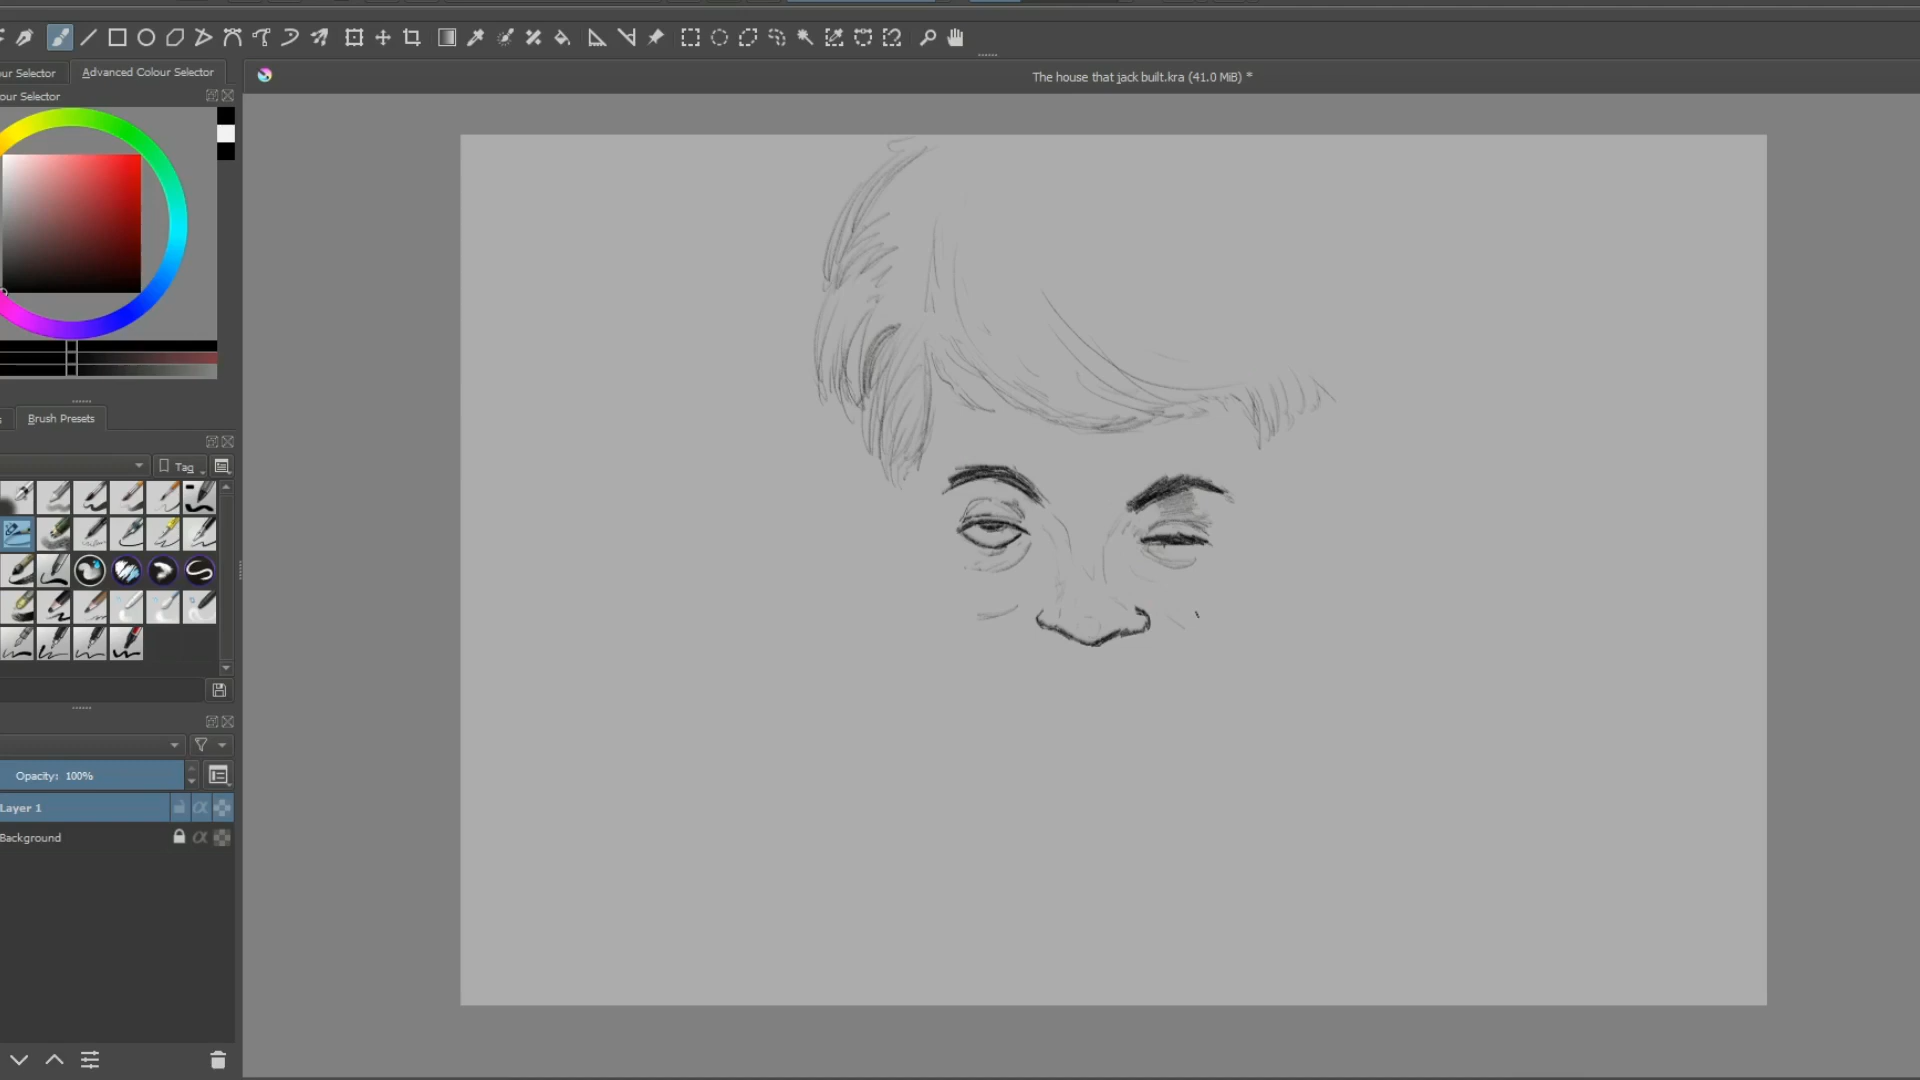 The house that jack built.kra (41.0 MiB) *
ur Selector
Advanced Colour Selector
our Selector
s
Brush Presets
Tag
Opacity: 100%
Layer 1
Background